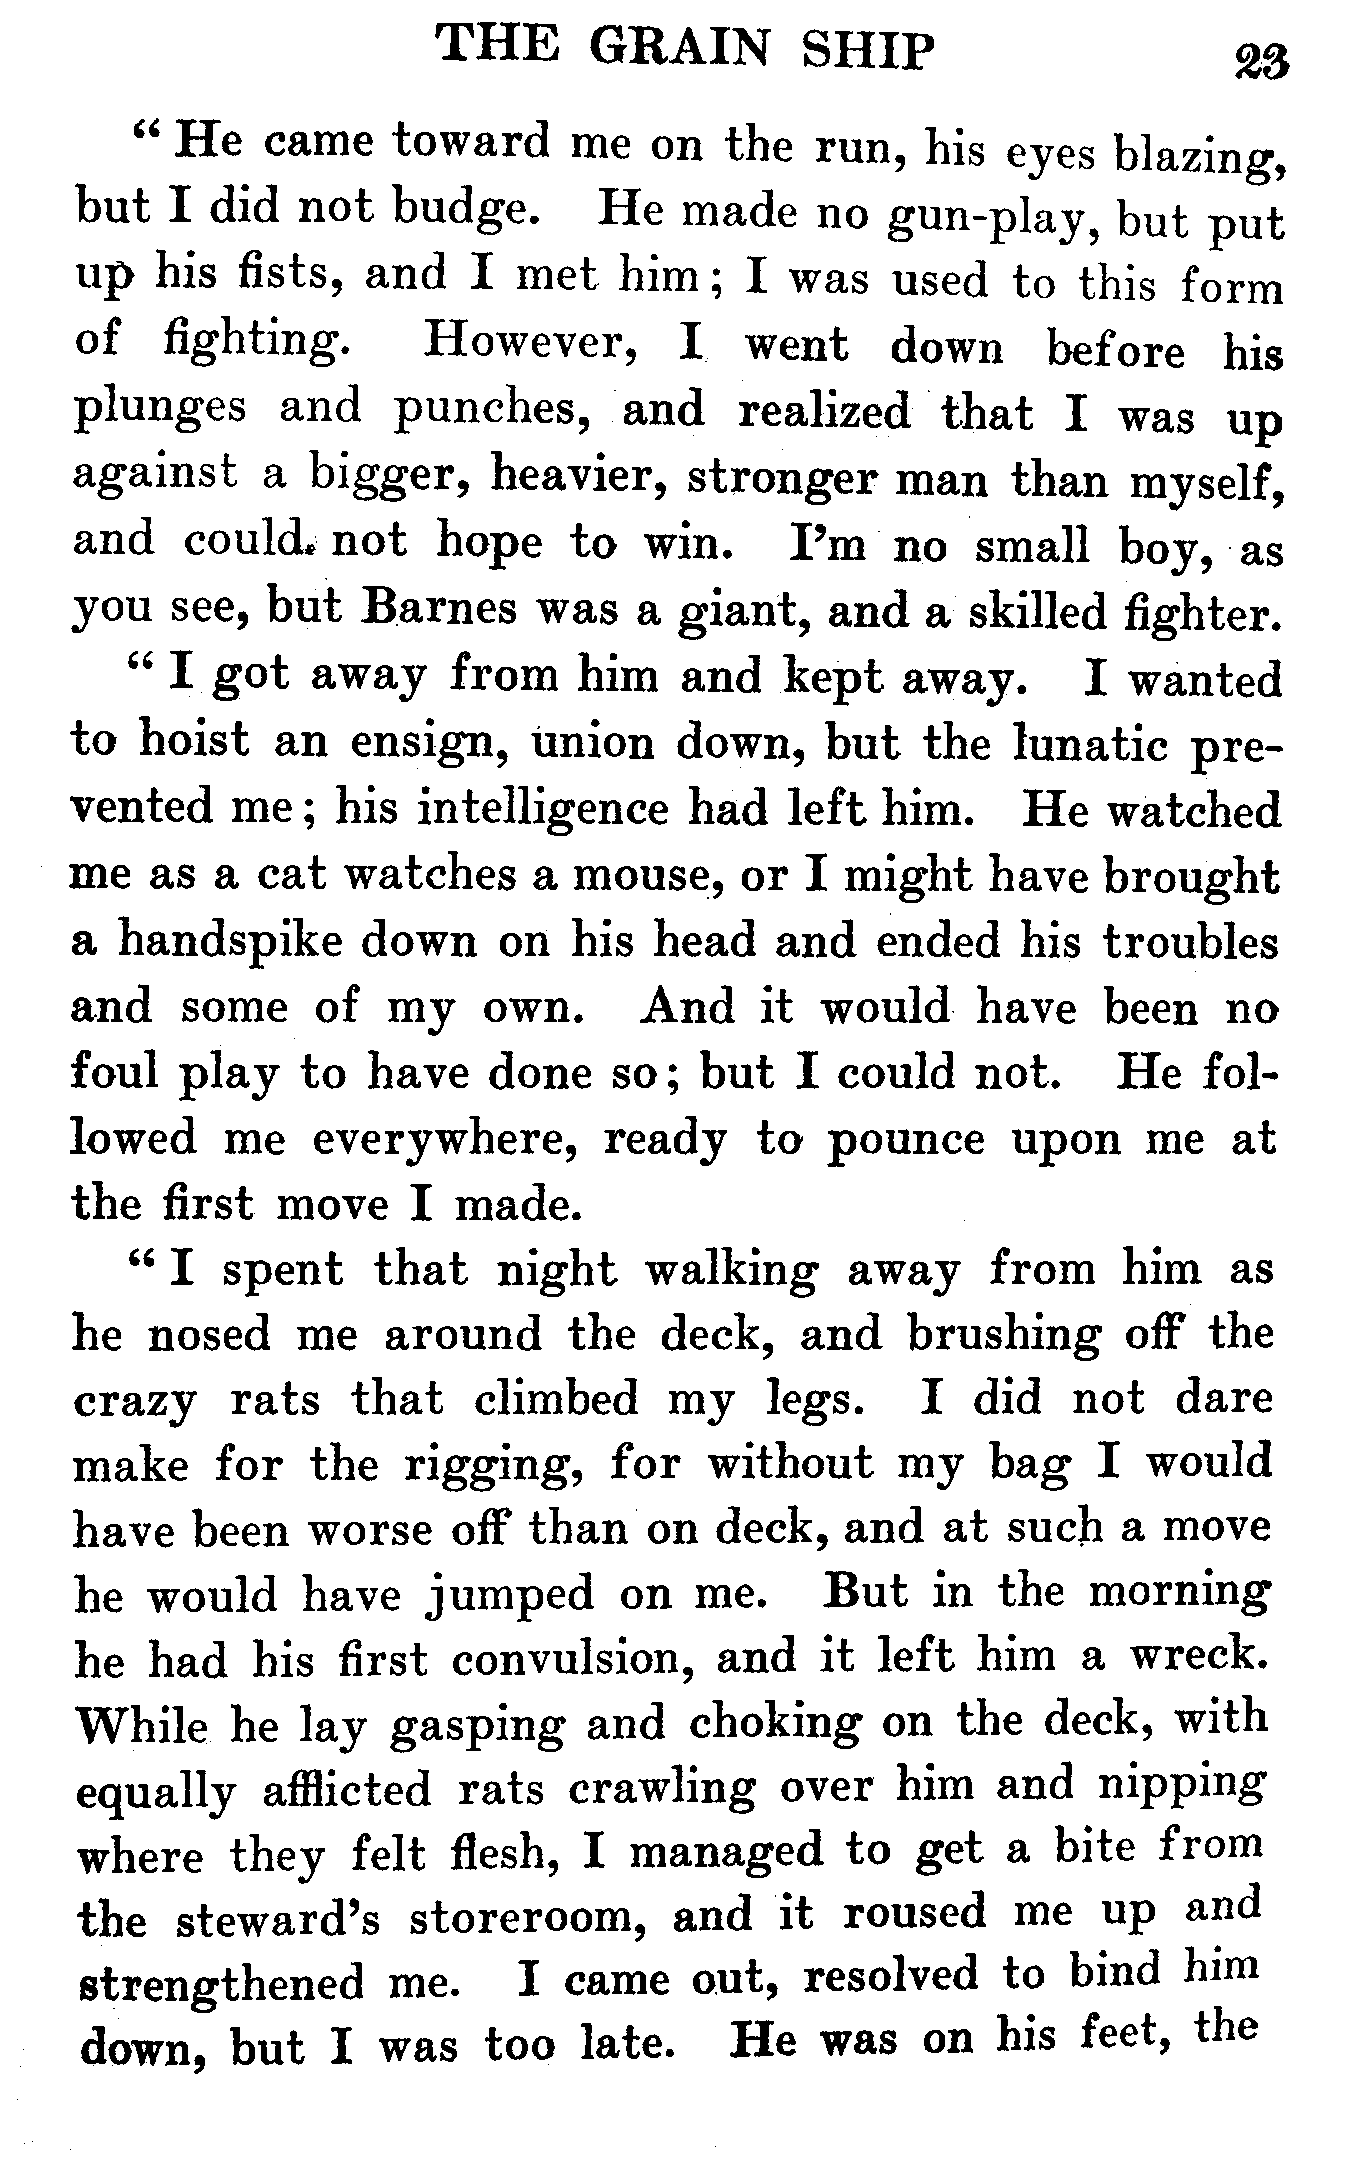 THE GRAIN SHIP 23
“ He came toward me on the run, his eyes blazing,
but I did not budge. He made no gun-play, but put
up his fists, and I met him; I was used to this form
of fighting. However, I went down before his
plunges and punches, and realized that I was up
against a bigger, heavier, stronger man than myself,
and could not hope to win. I’m no small boy, as
you see, but Barnes was a giant, and a skilled fighter.
“ I got away from him and kept away. I wanted
to hoist an ensign, union down, but the lunatic pre-
vented me; his intelligence had left him. He watched
me as a cat watches a mouse, or I might have brought
a handspike down on his head and ended his troubles
and some of my own. And it would have been no
foul play to have done so; but I could not. He fol-
lowed me everywhere, ready to pounce upon me at
the first move I made.
“ I spent that night walking away from him as
he nosed me around the deck, and brushing off the
crazy rats that climbed my legs. I did not dare
make for the rigging, for without my bag I would
have been worse off than on deck, and at such a move
he would have jumped on me. But in the morning
he had his first convulsion, and it left him a wreck.
While he lay gasping and choking on the deck, with
equally afflicted rats crawling over him and nipping
where they felt flesh, I managed to get a bite from
the steward’s storeroom, and it roused me up and
strengthened me. I came out, resolved to bind him
down, but I was too late. He was on his feet, the